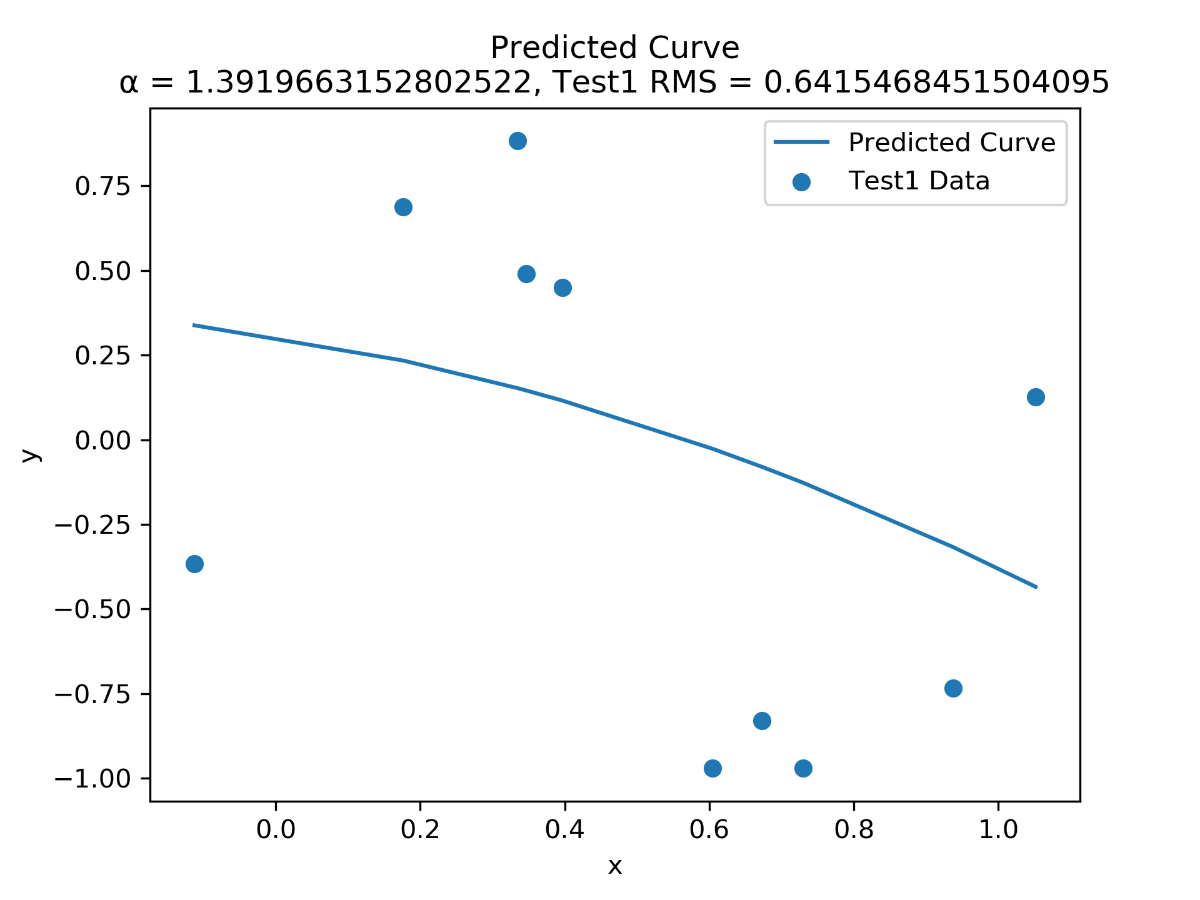 Predicted Curve
α = 1.3919663152802522, Test1 RMS = 0.6415468451504095
Predicted Curve
Test1 Data
0.75
0.50
0.25
0.00
−0.25
−0.50
−0.75
−1.00
y
0.0 0.2 0.4 0.6 0.8 1.0
x